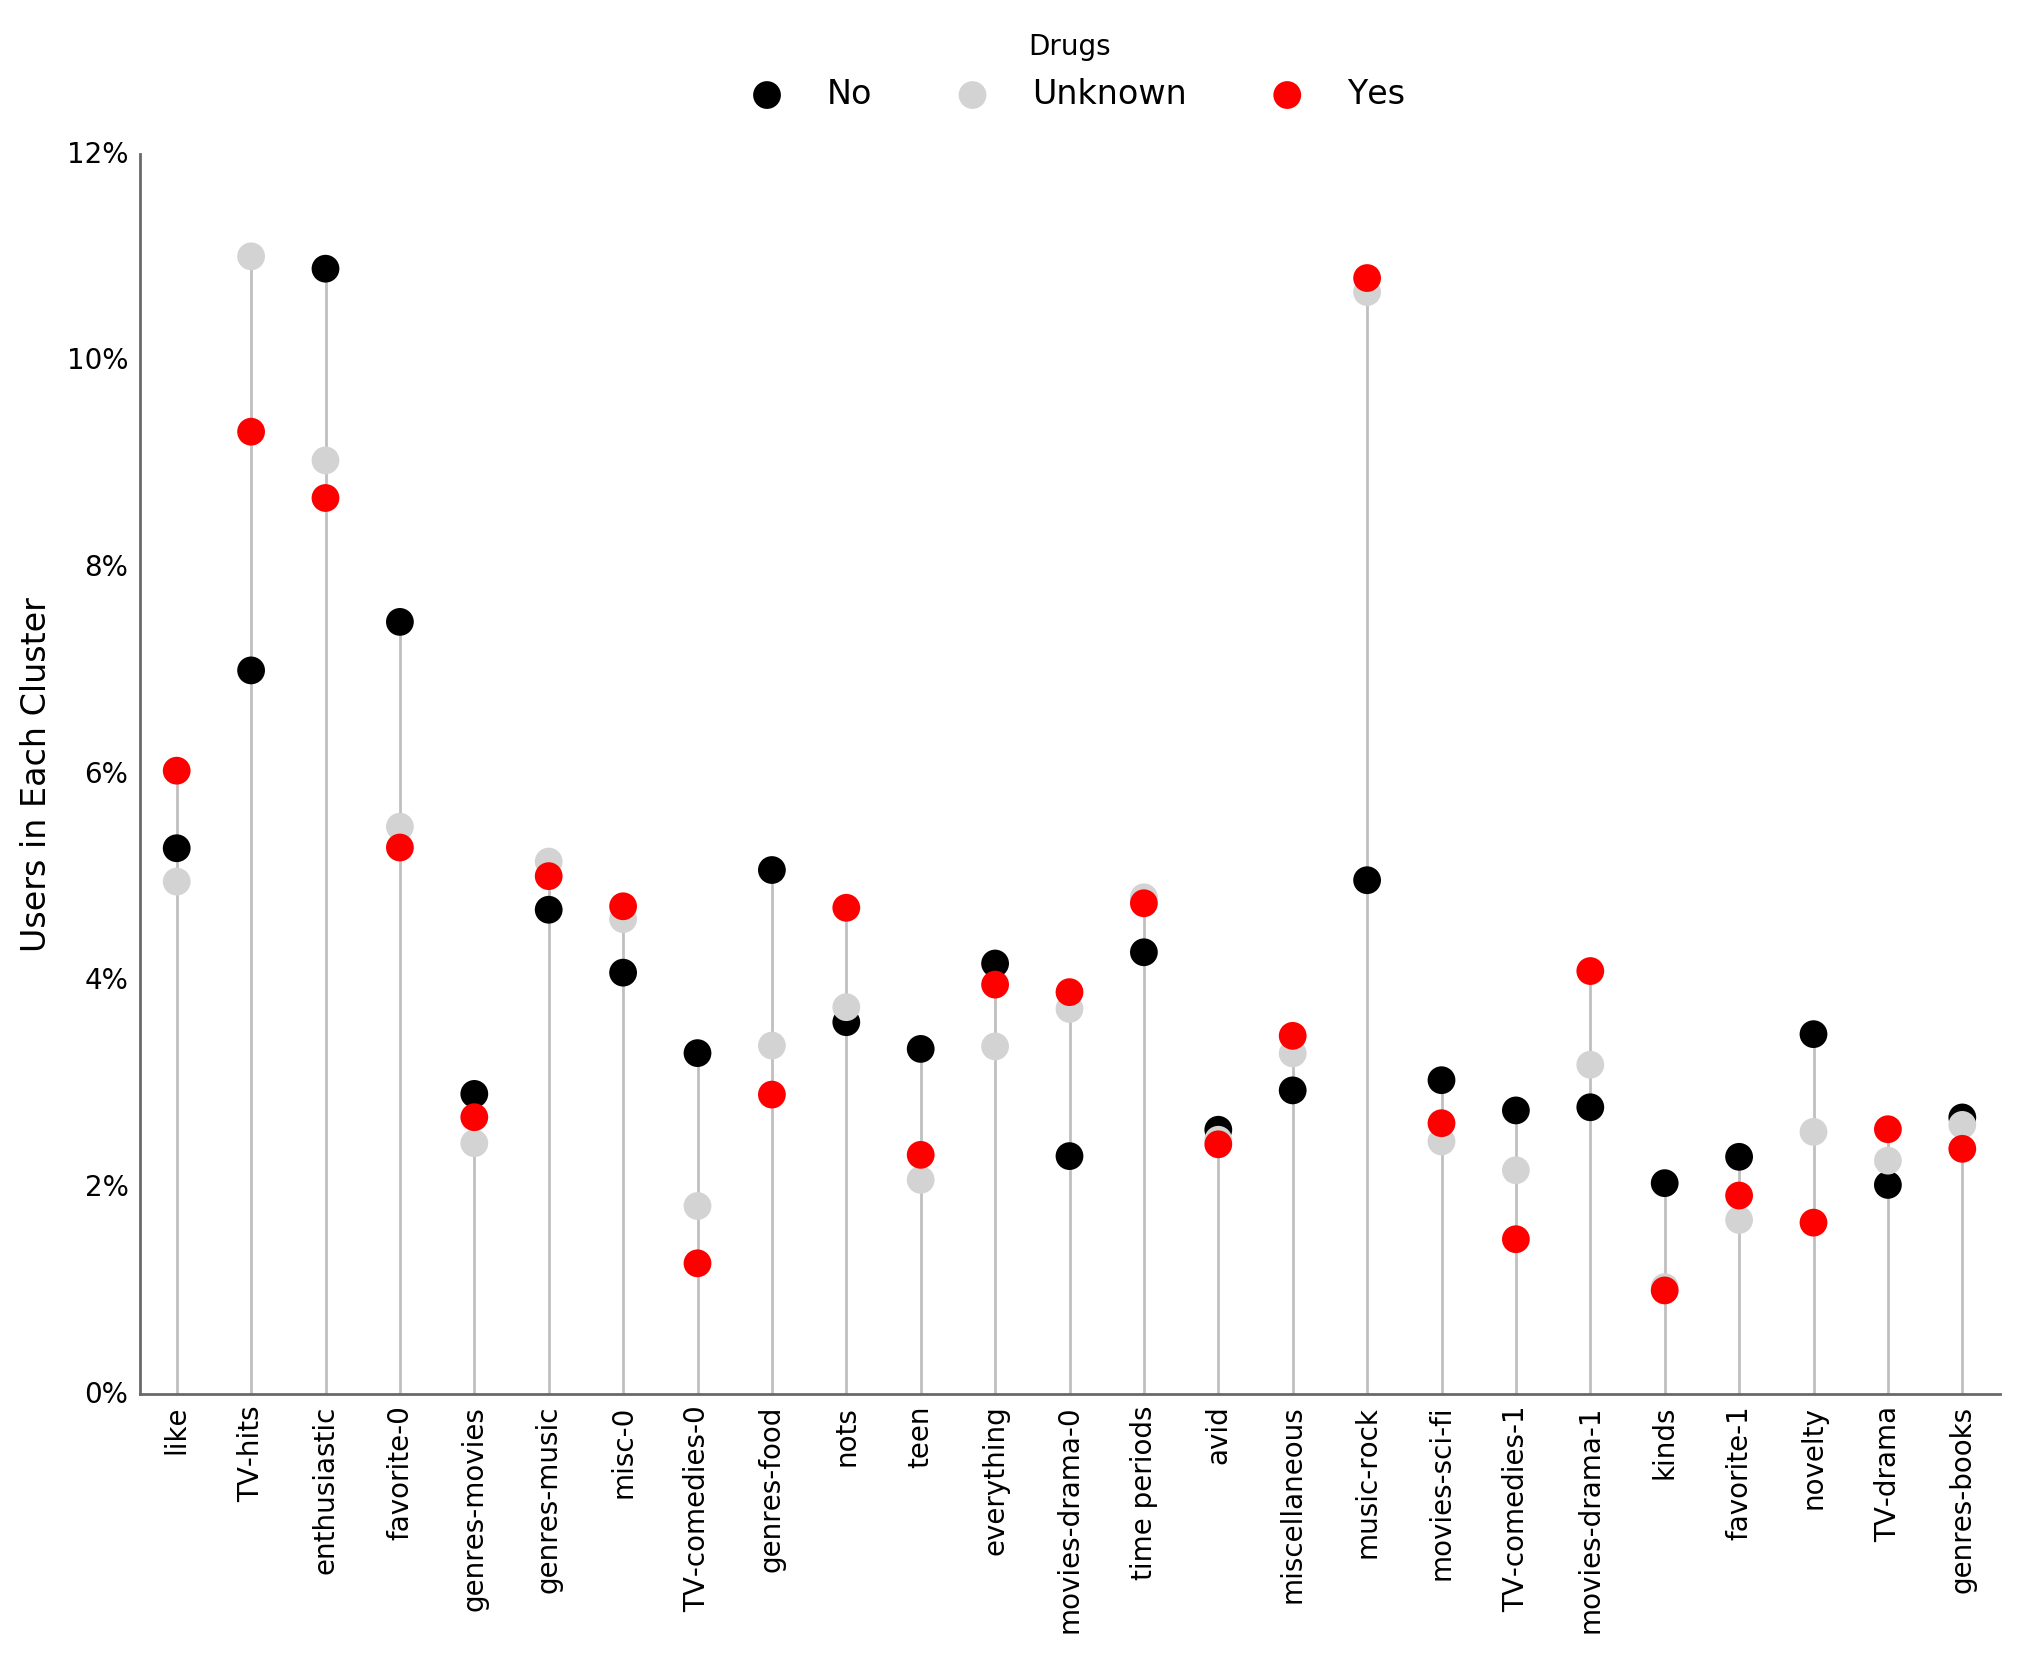 Drugs
No Unknown Yes
12%
10%
8%
6%
4%
2%
0%
Users in Each Cluster
like
TV-hits
enthusiastic
favorite-0
genres-movies
genres-music
misc-0
TV-comedies-0
genres-food
nots
teen
everything
movies-drama-0
time periods
avid
miscellaneous
music-rock
movies-sci-fi
TV-comedies-1
movies-drama-1
kinds
favorite-1
novelty
TV-drama
genres-books